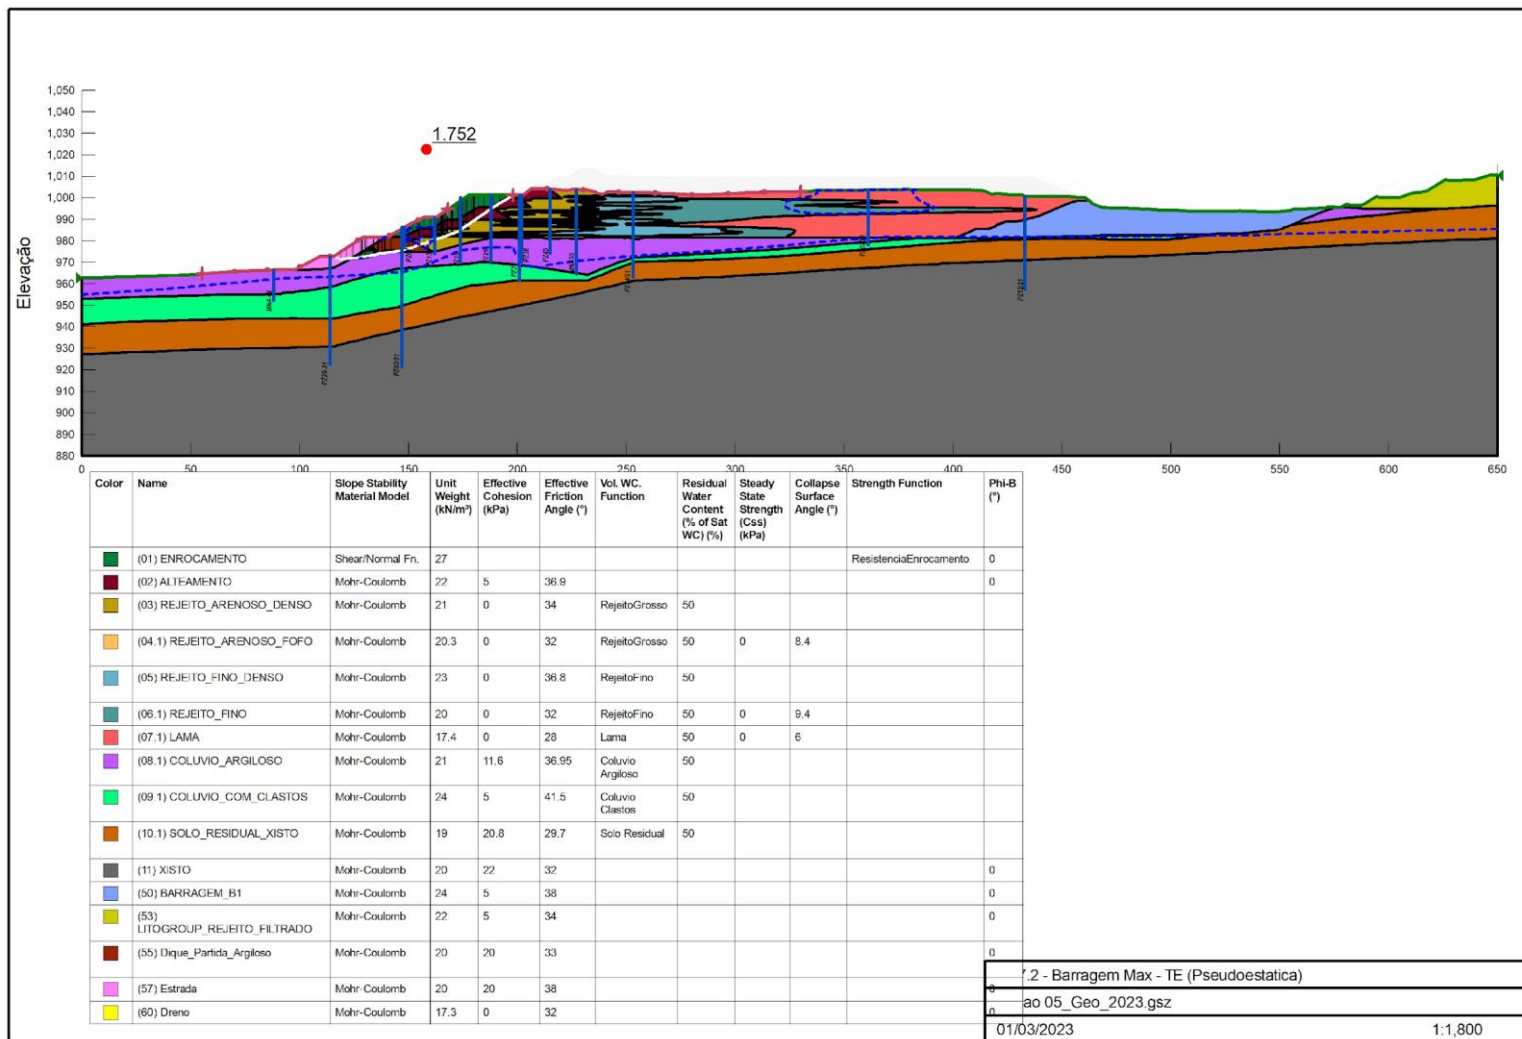 1.752
Elevação
1,050
1,040
1,030
1,020
1,010
1,000
990
980
970
960
950
940
930
920
910
900
890
880
0 50 100 150 200 250 300 350 400 450 500 550 600 650
Color Name Slope Stability Material Model Unit Weight (kN/m³) Effective Cohesion (kPa) Effective Friction Angle (°) Vol. WC. Function Residual Water Content (% of Sat WC) (%) Steady State Strength (Css) (kPa) Collapse Surface Angle (°) Strength Function Phi-B (°)
(01) ENROCAMENTO Shear/Normal Fn. 27 ResistenciaEnrocamento 0
(02) ALTEAMENTO Mohr-Coulomb 22 5 36.9 0
(03) REJEITO_ARENOSO_DENSO Mohr-Coulomb 21 0 34 RejeitoGrosso 50
(04.1) REJEITO_ARENOSO_FOFO Mohr-Coulomb 20.3 0 32 RejeitoGrosso 50 0 8.4
(05) REJEITO_FINO_DENSO Mohr-Coulomb 23 0 36.8 RejeitoFino 50
(06.1) REJEITO_FINO Mohr-Coulomb 20 0 32 RejeitoFino 50 0 9.4
(07.1) LAMA Mohr-Coulomb 17.4 0 28 Lama 50 0 6
(08.1) COLUVIO_ARGILOSO Mohr-Coulomb 21 11.6 36.95 Coluvio Argiloso 50
(09.1) COLUVIO_COM_CLASTOS Mohr-Coulomb 24 5 41.5 Coluvio Clastos 50
(10.1) SOLO_RESIDUAL_XISTO Mohr-Coulomb 19 20.8 29.7 Solo Residual 50
(11) XISTO Mohr-Coulomb 20 22 32 0
(50) BARRAGEM_B1 Mohr-Coulomb 24 5 38 0
(53) LITOGROUP_REJEITO_FILTRADO Mohr-Coulomb 22 5 34 0
(55) Dique_Partida_Argiloso Mohr-Coulomb 20 20 33 0
(57) Estrada Mohr-Coulomb 20 20 38 0
(60) Dreno Mohr-Coulomb 17.3 0 32 0
7.2 - Barragem Max - TE (Pseudoestatica)
ao 05_Geo_2023.gsz
01/03/2023 1:1,800